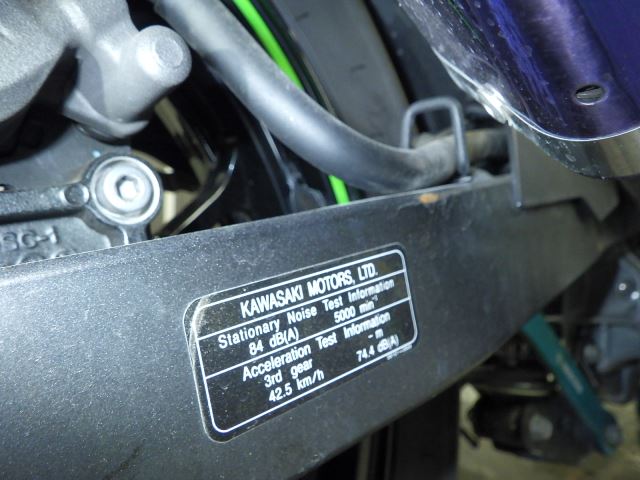 KAWASAKI MOTORS, LTD.
Stationary Noise Test Information
84 dB(A) 5000 min⁻¹
Acceleration Test Information
3rd gear - m
42.5 km/h 74.4 dB(A)